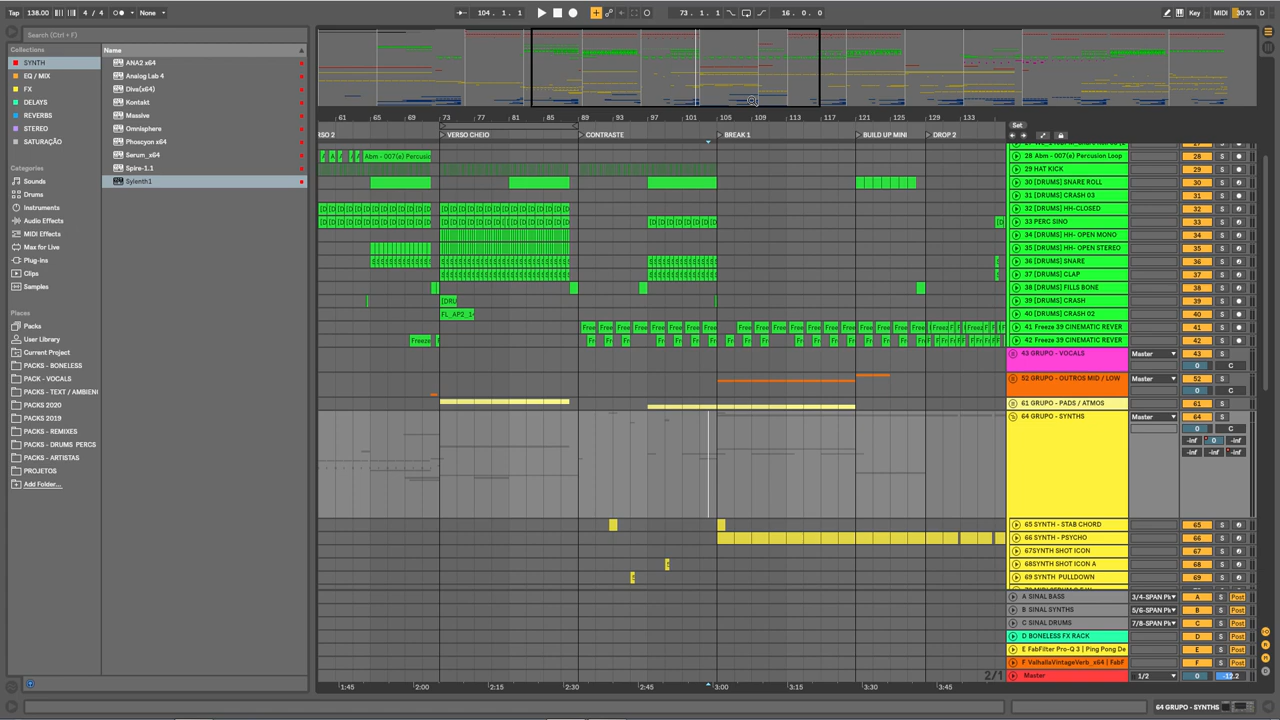 Tap 138.00 4 / 4 None 104 . 1 . 1 73 . 1 . 1 16 . 0 . 0 Key MIDI 30 % D
Search (Ctrl + F)
Collections Name
SYNTH ANA2 x64
EQ / MIX Analog Lab 4
FX Diva(x64)
DELAYS Kontakt
REVERBS Massive
STEREO Omnisphere
SATURAÇÃO Phoscyon x64
Serum_x64
Categories Spire-1.1
Sounds Sylenth1
Drums
Instruments
Audio Effects
MIDI Effects
Max for Live
Plug-ins
Clips
Samples
Places
Packs
User Library
Current Project
PACKS - BONELESS
PACK - VOCALS
PACKS - TEXT / AMBIEN
PACKS 2020
PACKS 2019
PACKS - REMIXES
PACKS - DRUMS PERCS
PACKS - ARTISTAS
PROJETOS
Add Folder...
61 65 69 73 77 81 85 89 93 97 101 105 109 113 117 121 125 129 133
RSO 2 VERSO CHEIO CONTRASTE BREAK 1 BUILD UP MINI DROP 2
Set
Abm - 007(e) Percussio 28 Abm - 007(e) Percussion Loop 28
29 HAT KICK 29
30 [DRUMS] SNARE ROLL 30
31 [DRUMS] CRASH 03 31
32 [DRUMS] HH-CLOSED 32
33 PERC SINO 33
34 [DRUMS] HH- OPEN MONO 34
35 [DRUMS] HH- OPEN STEREO 35
36 [DRUMS] SNARE 36
37 [DRUMS] CLAP 37
38 [DRUMS] FILLS BONE 38
[DRU 39 [DRUMS] CRASH 39
FL_AP2_14 40 [DRUMS] CRASH 02 40
41 Freeze 39 CINEMATIC REVER 41
Freeze 42 Freeze 39 CINEMATIC REVER 42
43 GRUPO - VOCALS Master 43 S
0 C
52 GRUPO - OUTROS MID / LOW Master 52 S
0 C
61 GRUPO - PADS / ATMOS 61 S
64 GRUPO - SYNTHS Master 64 S
0 C
-inf 0 -inf
-inf -inf -inf
65 SYNTH - STAB CHORD 65 S
66 SYNTH - PSYCHO 66 S
67SYNTH SHOT ICON 67 S
68SYNTH SHOT ICON A 68 S
69 SYNTH PULLDOWN 69 S
A SINAL BASS 3/4-SPAN Pl A S Post
B SINAL SYNTHS 5/6-SPAN Pl B S Post
C SINAL DRUMS 7/8-SPAN Pl C S Post
D BONELESS FX RACK D S Post
E FabFilter Pro-Q 3 | Ping Pong De E S Post
F ValhallaVintageVerb_x64 | FabF F S Post
2/1 Master 1/2 0 -12.2
1:45 2:00 2:15 2:30 2:45 3:00 3:15 3:30 3:45
64 GRUPO - SYNTHS